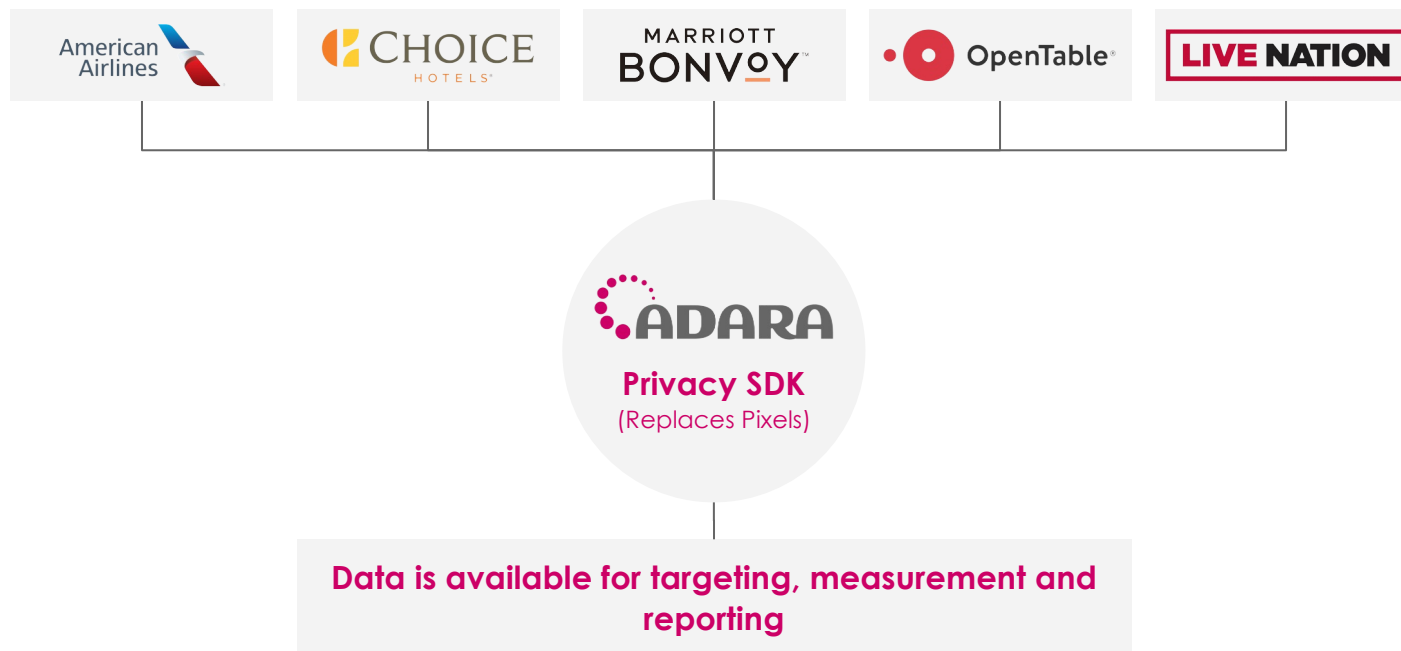 American
Airlines
CHOICE
HOTELS®
MARRIOTT
BONVOY™
OpenTable®
LIVE NATION
ADARA
Privacy SDK
(Replaces Pixels)
Data is available for targeting, measurement and
reporting